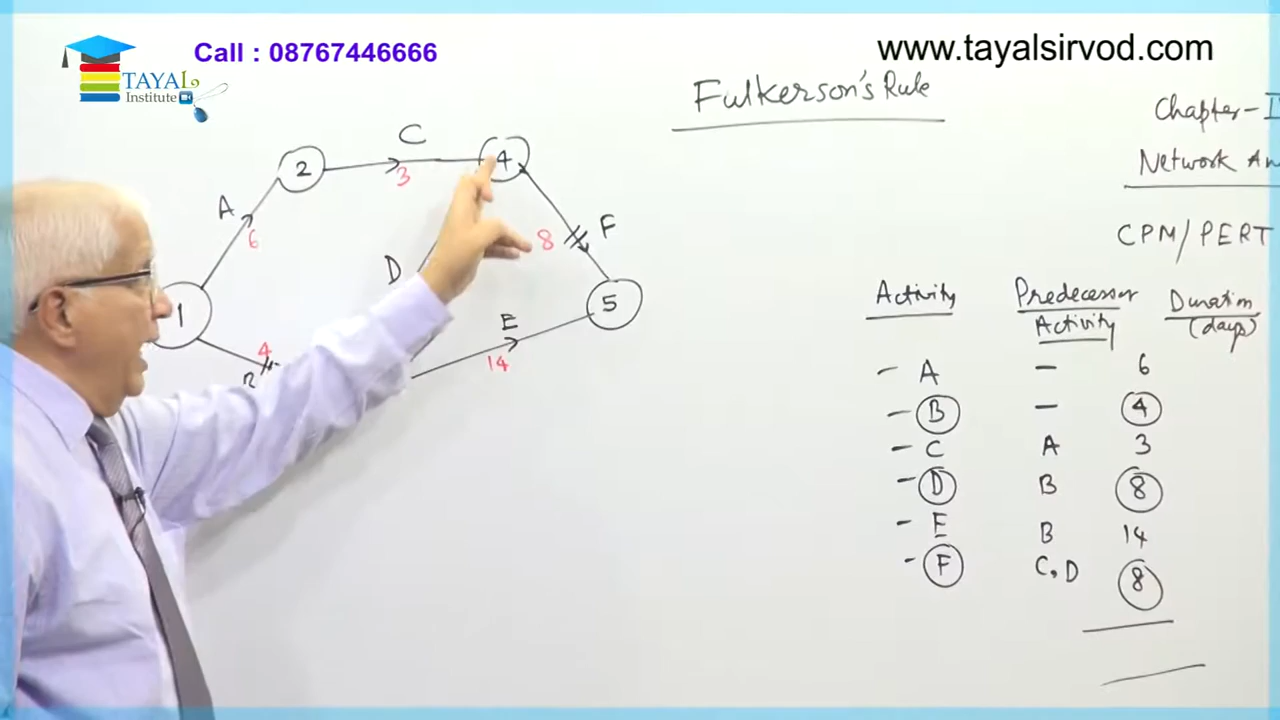 Call : 08767446666
www.tayalsirvod.com
TAYAL
Institute
Fulkerson's Rule
Chapter-I
Network An
CPM/PERT
C
2
4
3
A
6
F
8
D
1
5
E
4
14
Activity Predecessor Activity Duration (days)
- A - 6
- B - 4
- C A 3
- D B 8
- E B 14
- F C, D 8